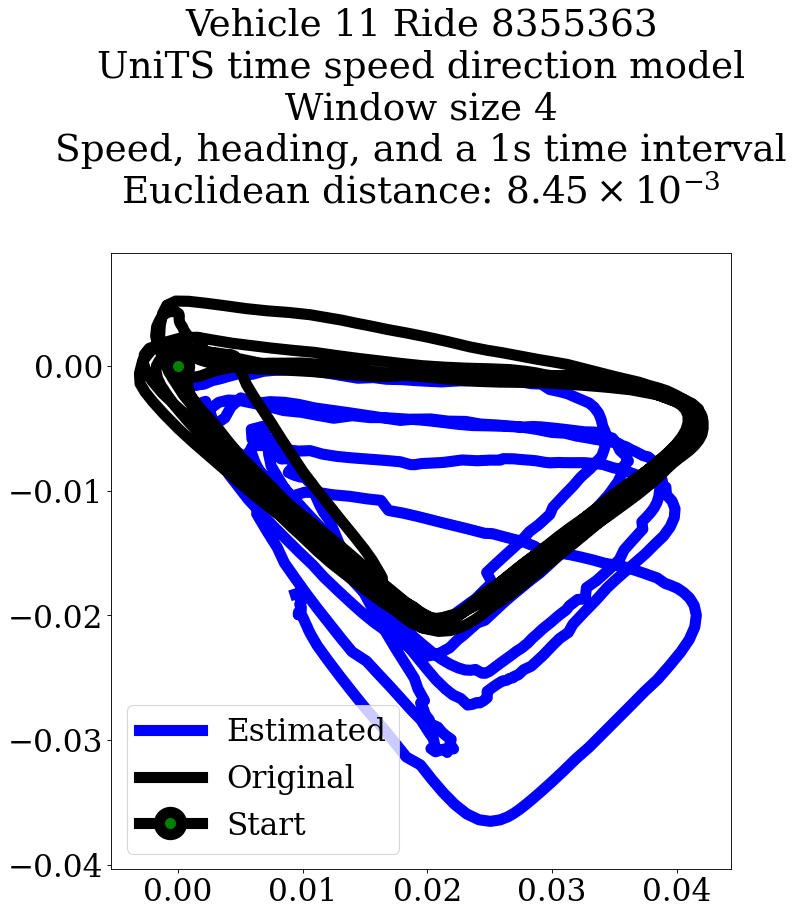 Vehicle 11 Ride 8355363
UniTS time speed direction model
Window size 4
Speed, heading, and a 1s time interval
Euclidean distance: 8.45 × 10⁻³
0.00
−0.01
−0.02
−0.03
−0.04
Estimated
Original
Start
0.00 0.01 0.02 0.03 0.04